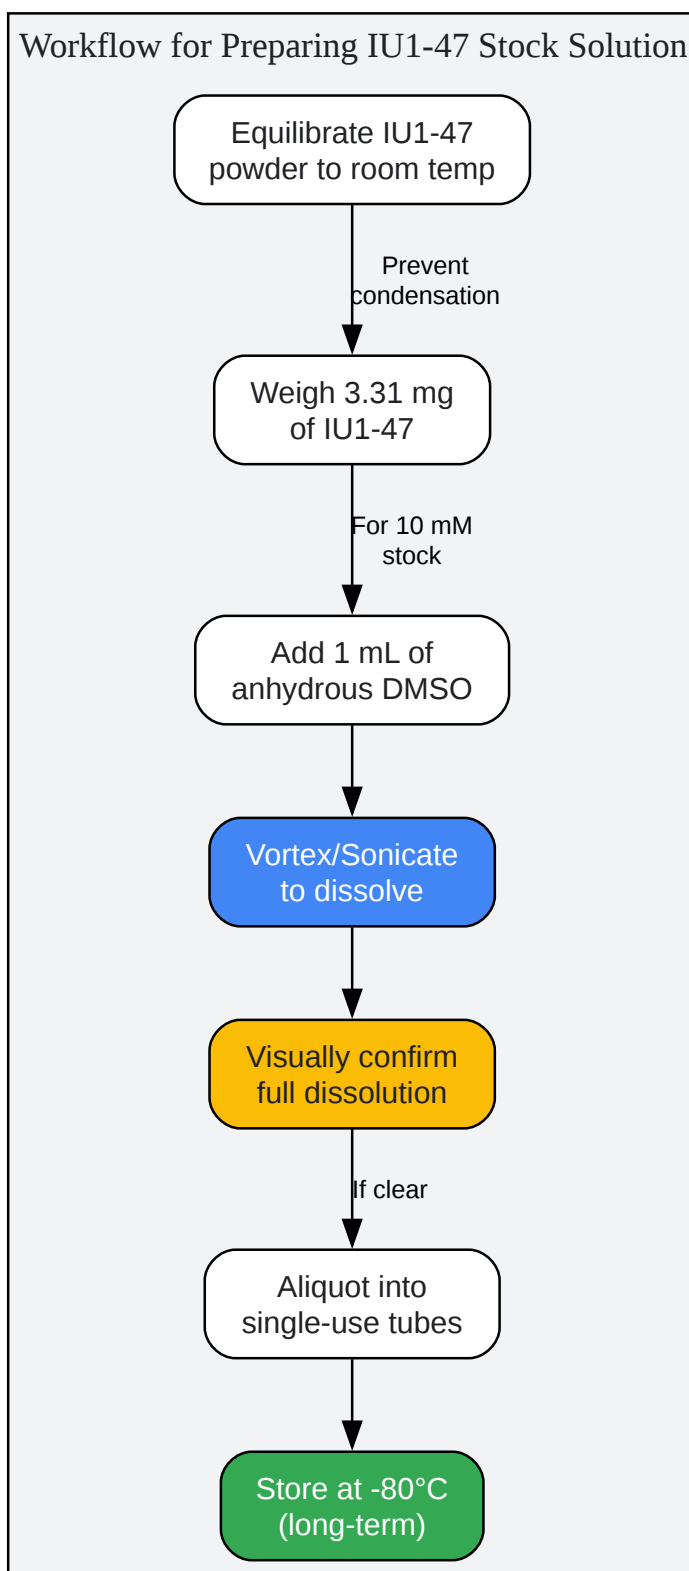 Workflow for Preparing IU1-47 Stock Solution
Equilibrate IU1-47
powder to room temp
Prevent
condensation
Weigh 3.31 mg
of IU1-47
For 10 mM
stock
Add 1 mL of
anhydrous DMSO
Vortex/Sonicate
to dissolve
Visually confirm
full dissolution
If clear
Aliquot into
single-use tubes
Store at -80°C
(long-term)